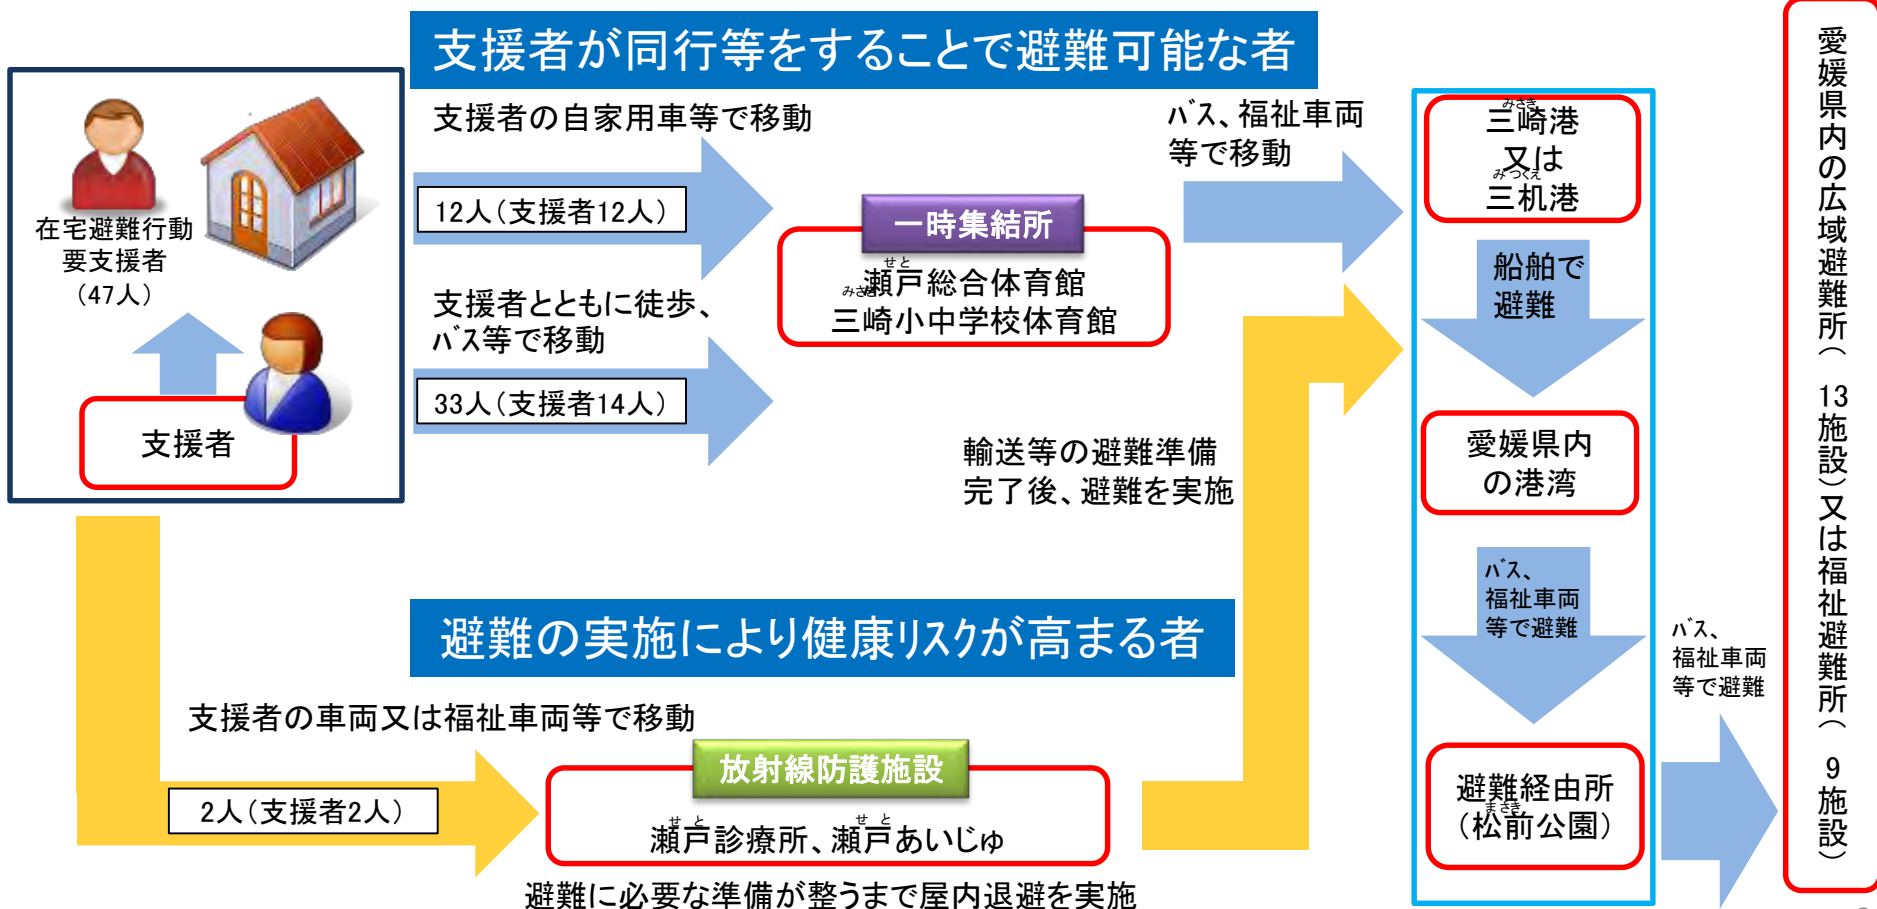 支援者が同行等をすることで避難可能な者
在宅避難行動
要支援者
(47人)
支援者
支援者の自家用車等で移動
12人(支援者12人)
支援者とともに徒歩、
バス等で移動
33人(支援者14人)
一時集結所
せと
瀬戸総合体育館
みさき
三崎小中学校体育館
バス、福祉車両
等で移動
輸送等の避難準備
完了後、避難を実施
避難の実施により健康リスクが高まる者
支援者の車両又は福祉車両等で移動
2人(支援者2人)
放射線防護施設
せと せと
瀬戸診療所、瀬戸あいじゅ
避難に必要な準備が整うまで屋内退避を実施
みさき
三崎港
又は
みつくえ
三机港
船舶で
避難
愛媛県内
の港湾
バス、
福祉車両
等で避難
避難経由所
まさき
(松前公園)
バス、
福祉車両
等で避難
愛媛県内の広域避難所(13施設)又は福祉避難所(9施設)